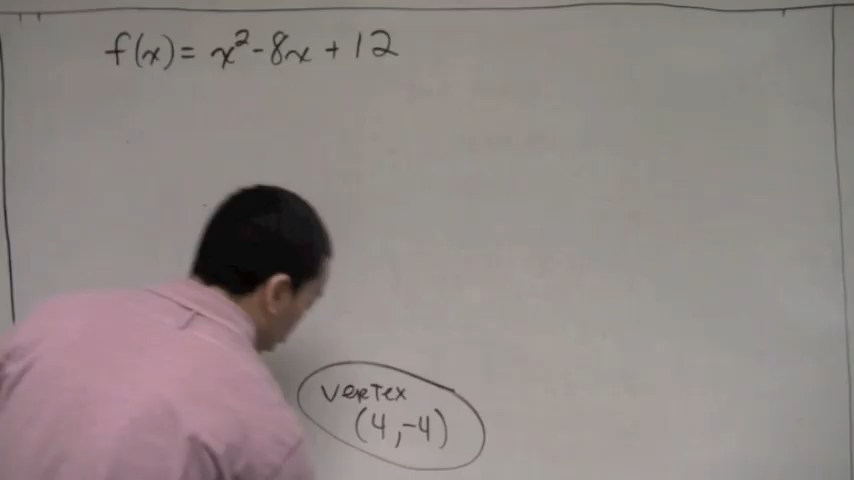 f(x) = x² - 8x + 12
vertex
(4, -4)